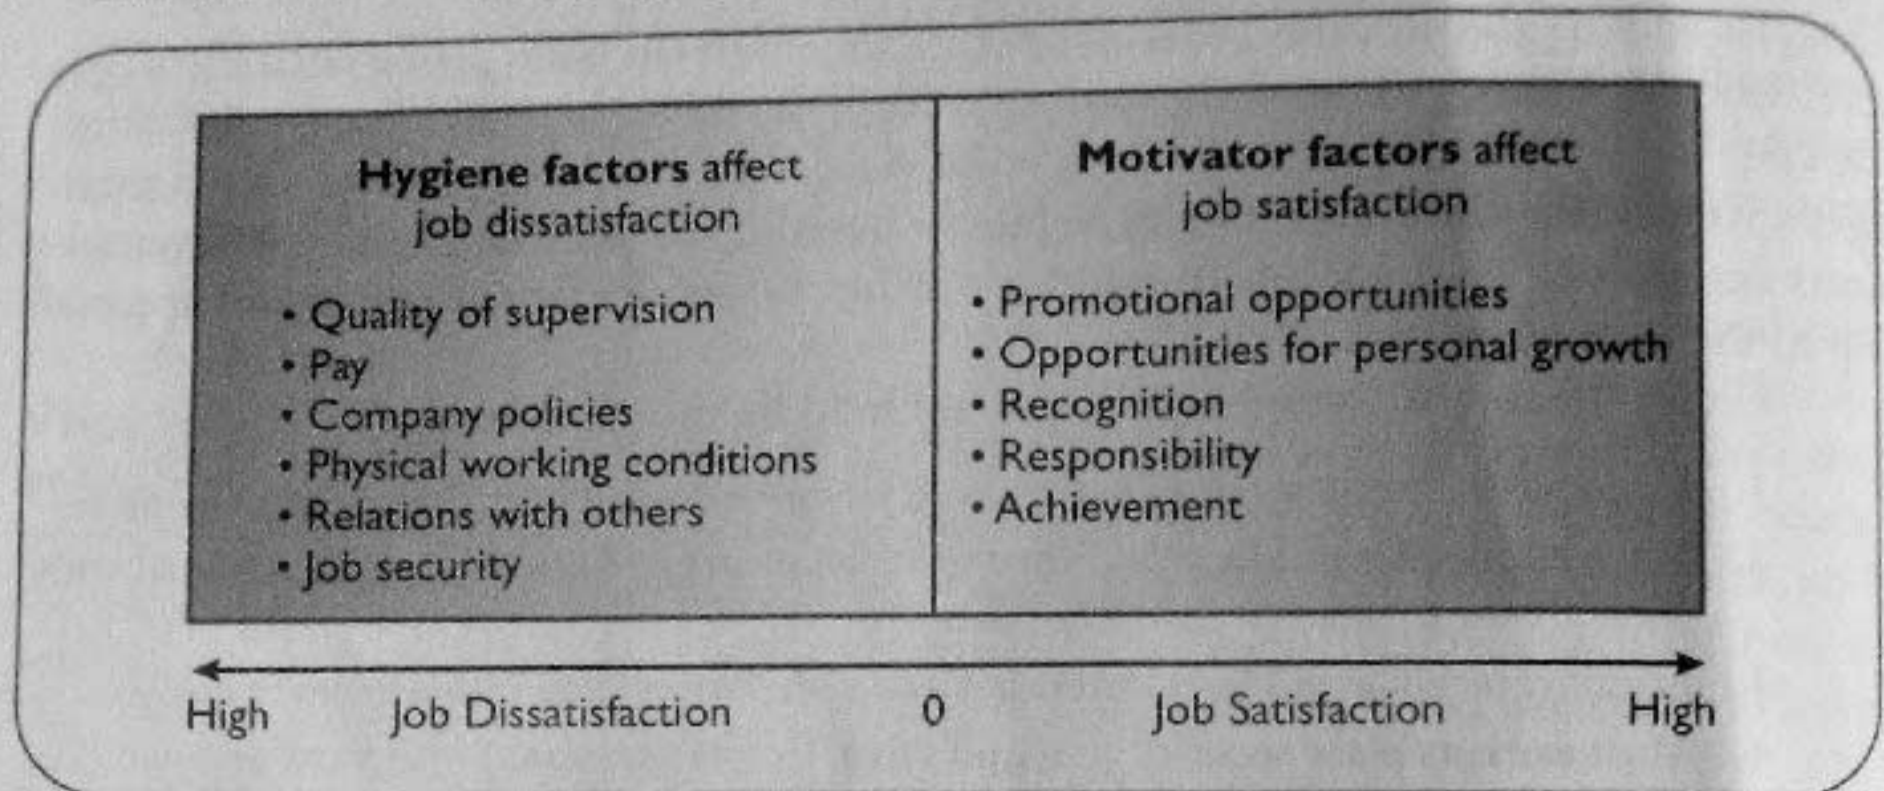 Hygiene factors affect
job dissatisfaction
• Quality of supervision
• Pay
• Company policies
• Physical working conditions
• Relations with others
• Job security
Motivator factors affect
job satisfaction
• Promotional opportunities
• Opportunities for personal growth
• Recognition
• Responsibility
• Achievement
High Job Dissatisfaction 0 Job Satisfaction High